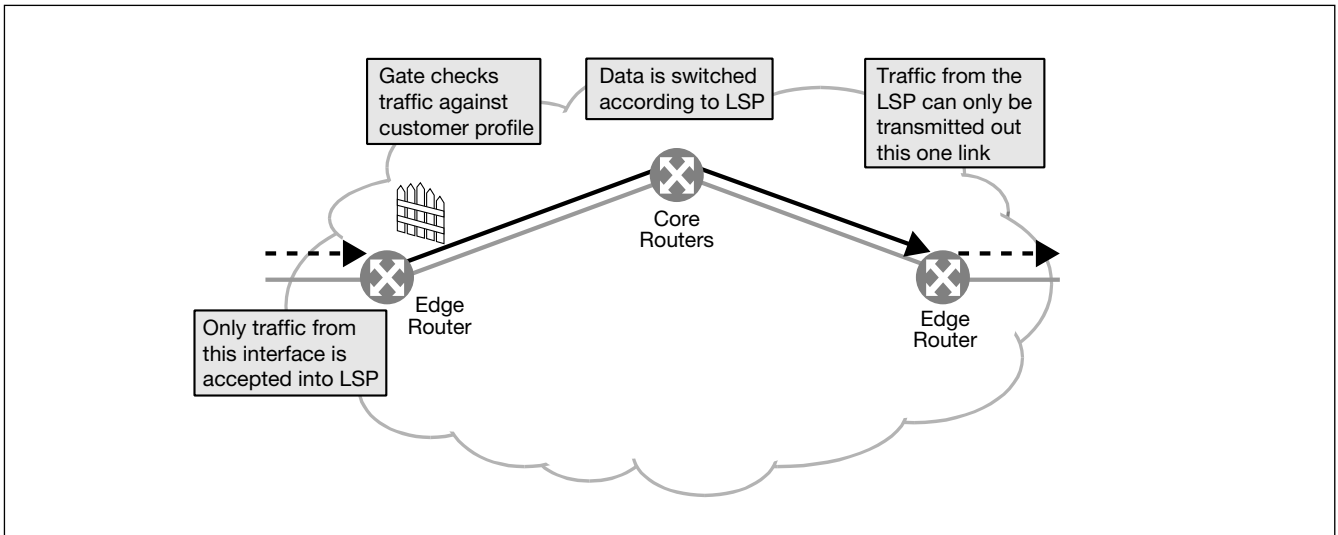 Gate checks
traffic against
customer profile
Data is switched
according to LSP
Traffic from the
LSP can only be
transmitted out
this one link
Core
Routers
Edge
Router
Edge
Router
Only traffic from
this interface is
accepted into LSP